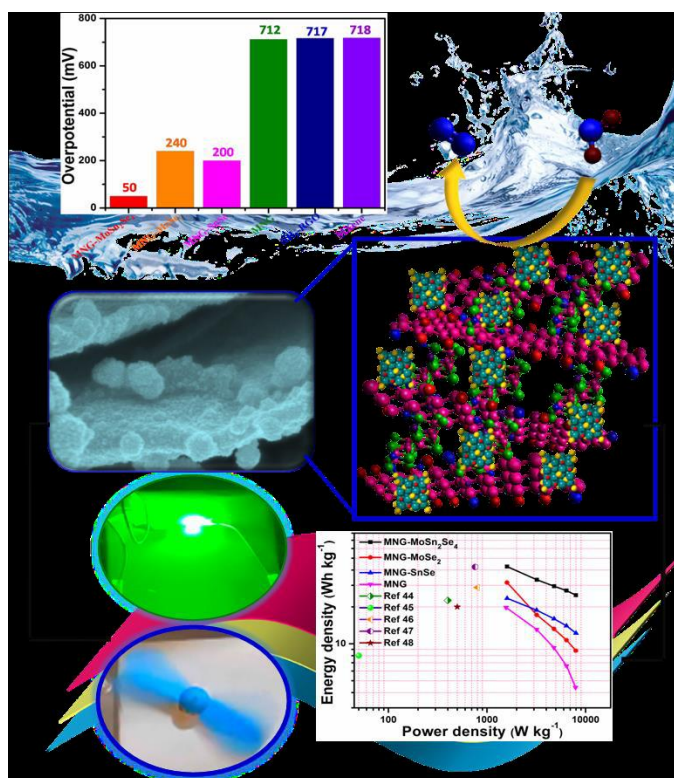 800
600
400
200
0
Overpotential (mV)
50
240
200
712
717
718
MNG-MoSn₂Se₄
MNG-MoSe₂
MNG-SnSe
MNG
Ref 44
Ref 45
Ref 46
Ref 47
Ref 48
Energy density (Wh kg⁻¹)
10
100
1000
10000
Power density (W kg⁻¹)